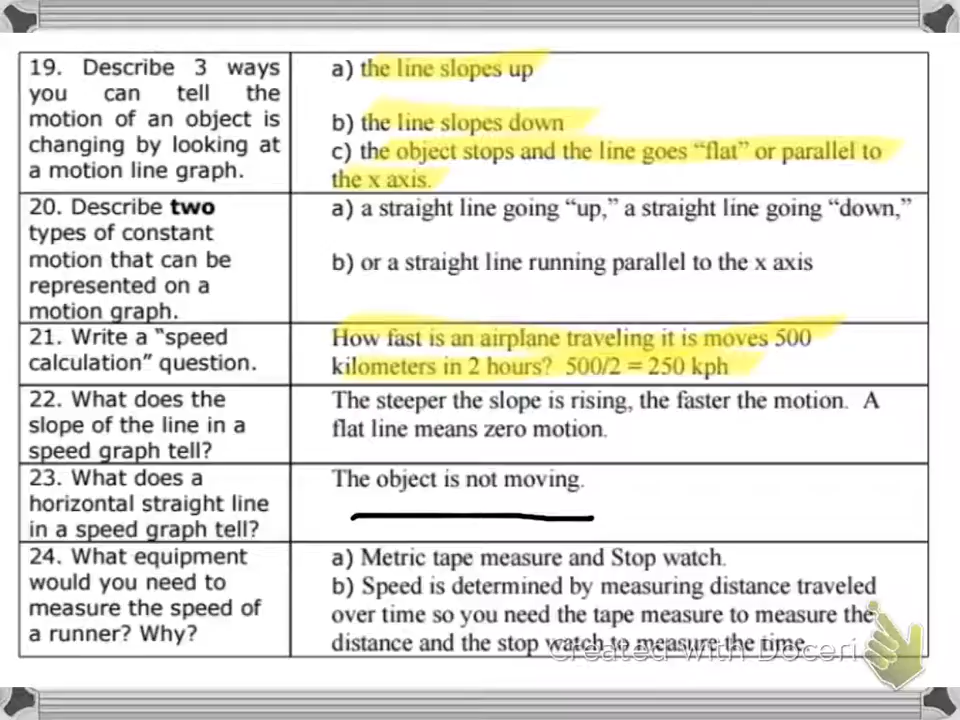 19. Describe 3 ways
you can tell the
motion of an object is
changing by looking at
a motion line graph.
a) the line slopes up
b) the line slopes down
c) the object stops and the line goes “flat” or parallel to
the x axis.
20. Describe two
types of constant
motion that can be
represented on a
motion graph.
a) a straight line going “up,” a straight line going “down,”
b) or a straight line running parallel to the x axis
21. Write a “speed
calculation” question.
How fast is an airplane traveling it is moves 500
kilometers in 2 hours? 500/2 = 250 kph
22. What does the
slope of the line in a
speed graph tell?
The steeper the slope is rising, the faster the motion. A
flat line means zero motion.
23. What does a
horizontal straight line
in a speed graph tell?
The object is not moving.
24. What equipment
would you need to
measure the speed of
a runner? Why?
a) Metric tape measure and Stop watch.
b) Speed is determined by measuring distance traveled
over time so you need the tape measure to measure the
distance and the stop watch to measure the time.
Created with Doceri